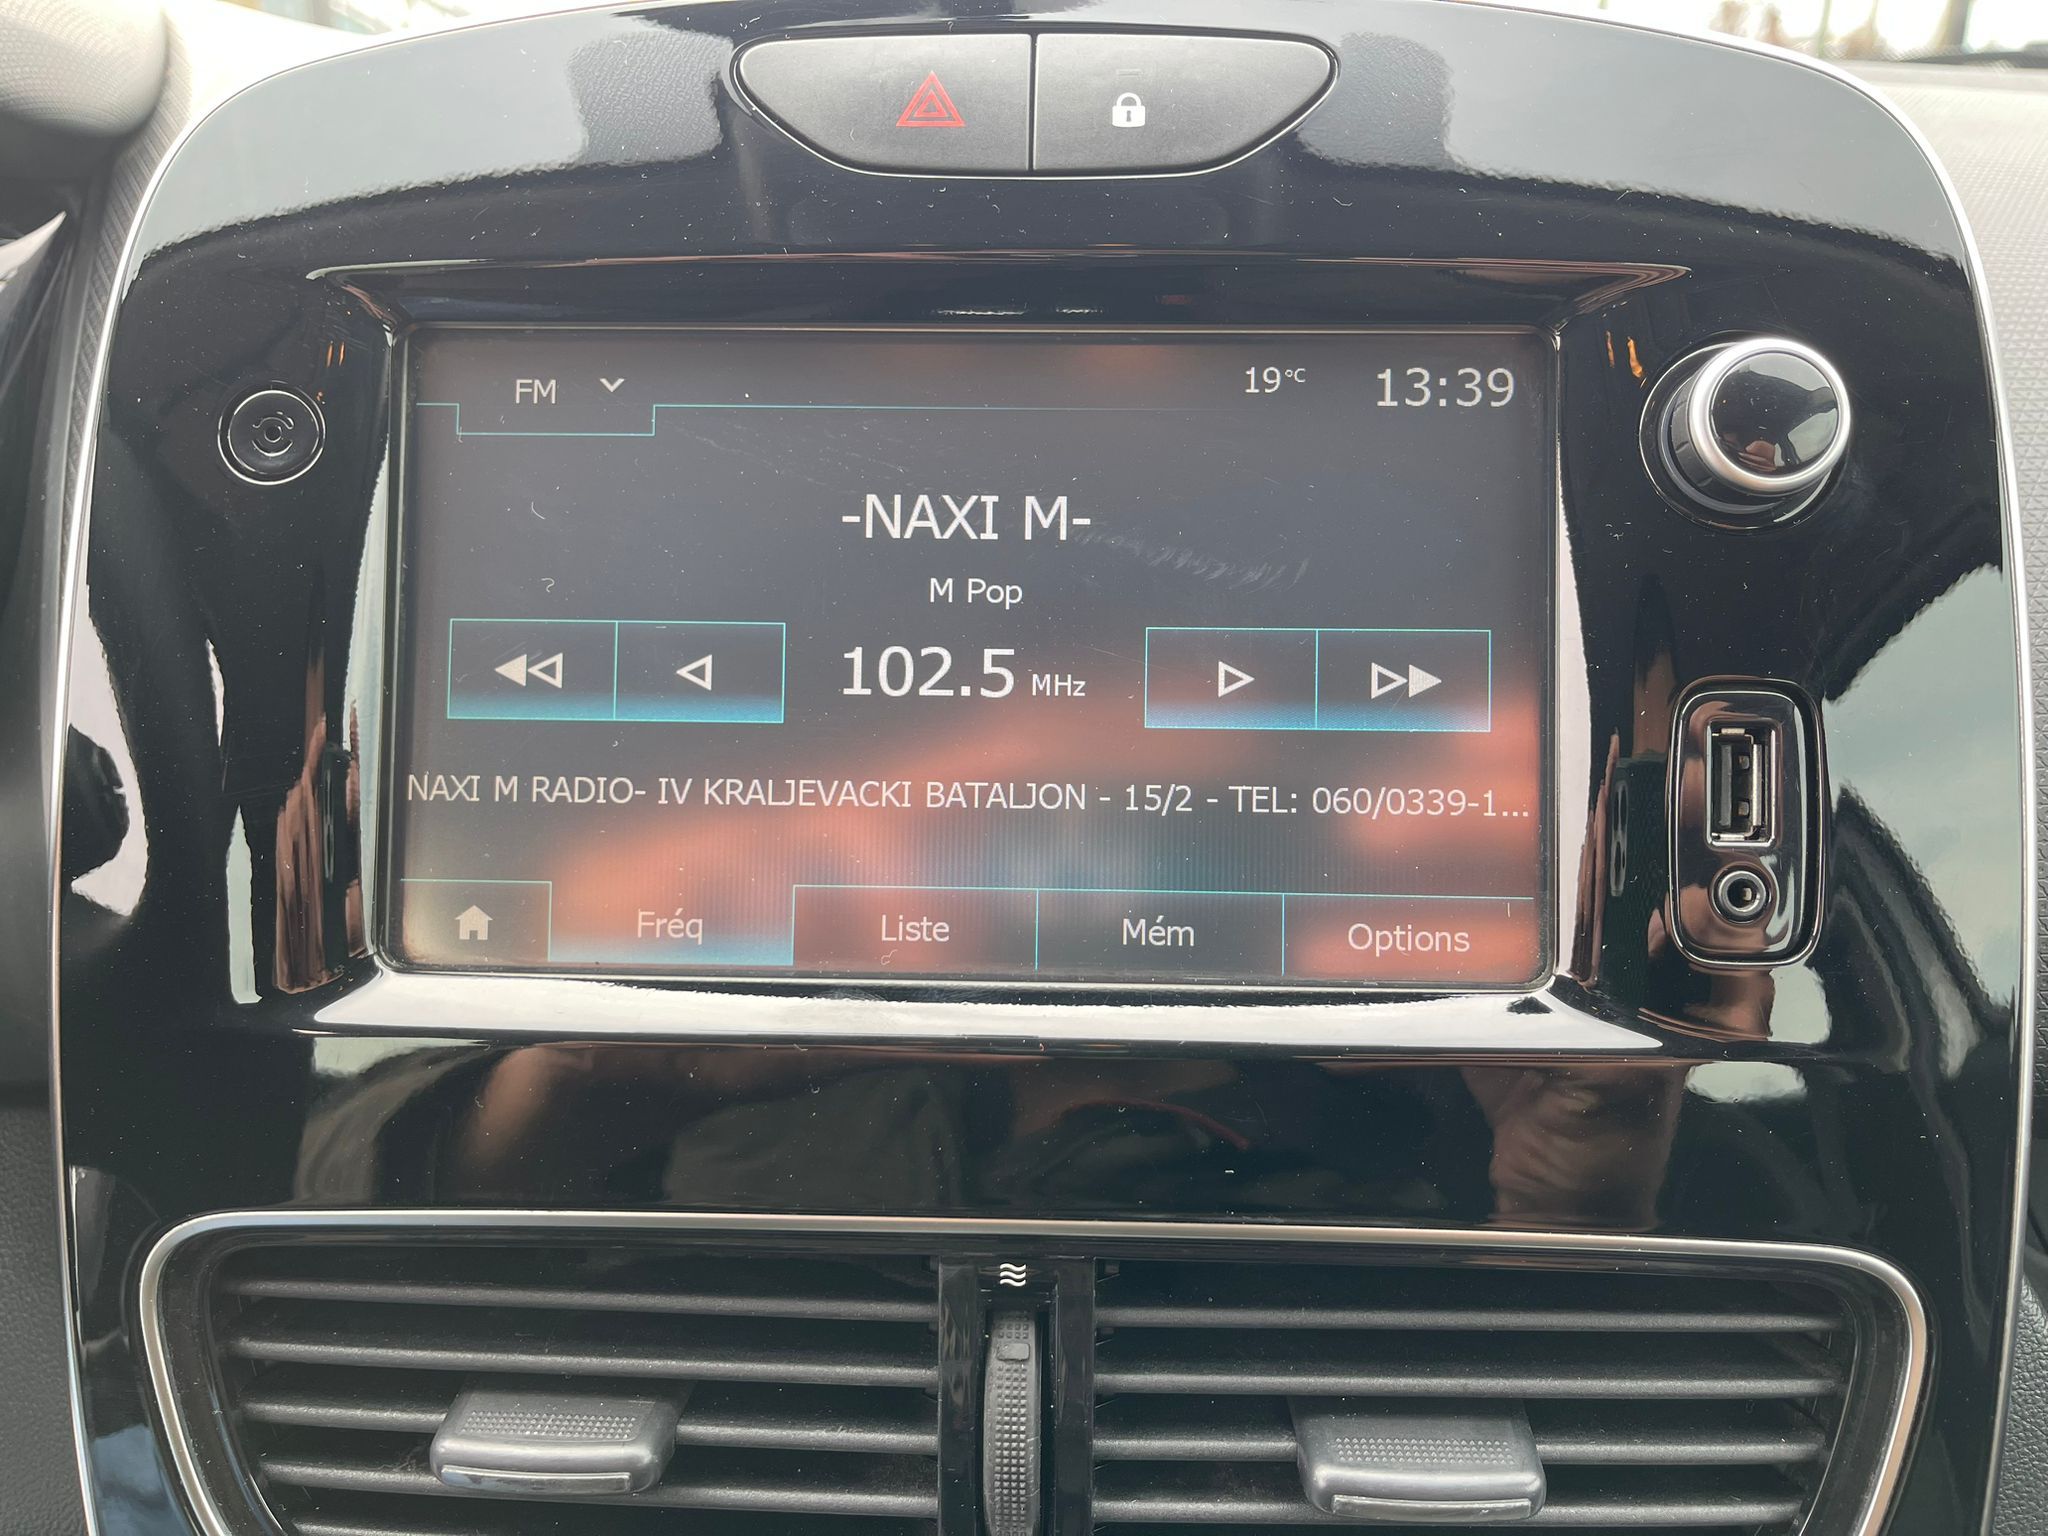 FM 19°C 13:39
-NAXI M-
M Pop
102.5 MHz
NAXI M RADIO- IV KRALJEVACKI BATALJON - 15/2 - TEL: 060/0339-1...
Fréq Liste Mém Options